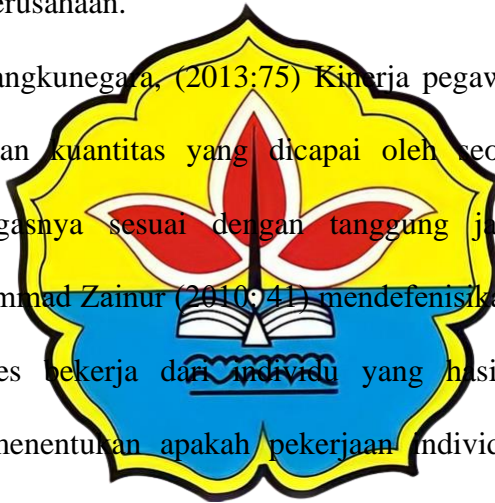 erusahaan.
angkunegara, (2013:75) Kinerja pegaw
an kuantitas yang dicapai oleh seo
gasnya sesuai dengan tanggung ja
mmad Zainur (2010; 41) mendefenisika
es bekerja dari individu yang hasi
menentukan apakah pekerjaan individ